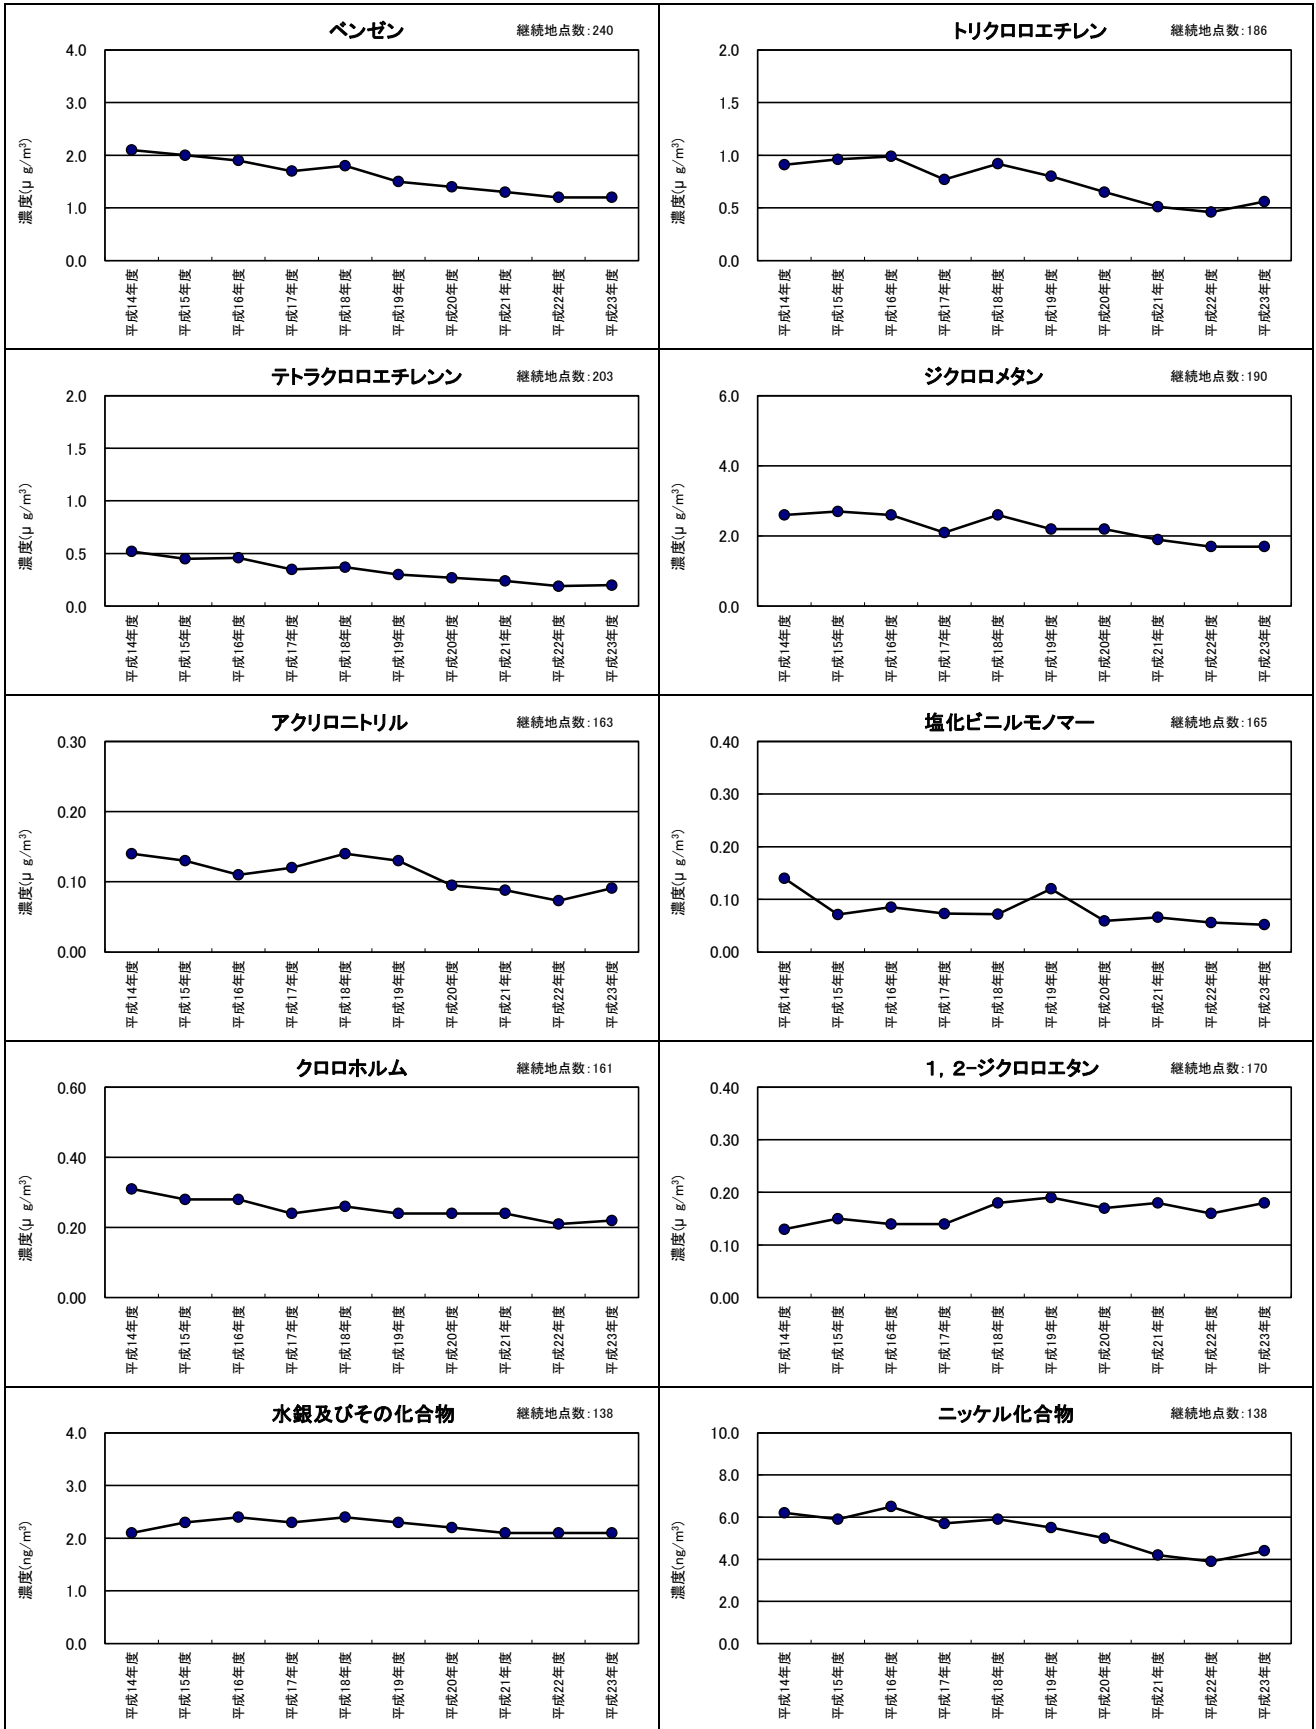 ベンゼン 継続地点数:240
4.0
3.0
2.0
1.0
0.0
濃度(μ g/m³)
平成14年度
平成15年度
平成16年度
平成17年度
平成18年度
平成19年度
平成20年度
平成21年度
平成22年度
平成23年度
トリクロロエチレン 継続地点数:186
2.0
1.5
1.0
0.5
0.0
濃度(μ g/m³)
平成14年度
平成15年度
平成16年度
平成17年度
平成18年度
平成19年度
平成20年度
平成21年度
平成22年度
平成23年度
テトラクロロエチレンン 継続地点数:203
2.0
1.5
1.0
0.5
0.0
濃度(μ g/m³)
平成14年度
平成15年度
平成16年度
平成17年度
平成18年度
平成19年度
平成20年度
平成21年度
平成22年度
平成23年度
ジクロロメタン 継続地点数:190
6.0
4.0
2.0
0.0
濃度(μ g/m³)
平成14年度
平成15年度
平成16年度
平成17年度
平成18年度
平成19年度
平成20年度
平成21年度
平成22年度
平成23年度
アクリロニトリル 継続地点数:163
0.30
0.20
0.10
0.00
濃度(μ g/m³)
平成14年度
平成15年度
平成16年度
平成17年度
平成18年度
平成19年度
平成20年度
平成21年度
平成22年度
平成23年度
塩化ビニルモノマー 継続地点数:165
0.40
0.30
0.20
0.10
0.00
濃度(μ g/m³)
平成14年度
平成15年度
平成16年度
平成17年度
平成18年度
平成19年度
平成20年度
平成21年度
平成22年度
平成23年度
クロロホルム 継続地点数:161
0.60
0.40
0.20
0.00
濃度(μ g/m³)
平成14年度
平成15年度
平成16年度
平成17年度
平成18年度
平成19年度
平成20年度
平成21年度
平成22年度
平成23年度
1，2-ジクロロエタン 継続地点数:170
0.40
0.30
0.20
0.10
0.00
濃度(μ g/m³)
平成14年度
平成15年度
平成16年度
平成17年度
平成18年度
平成19年度
平成20年度
平成21年度
平成22年度
平成23年度
水銀及びその化合物 継続地点数:138
4.0
3.0
2.0
1.0
0.0
濃度(ng/m³)
平成14年度
平成15年度
平成16年度
平成17年度
平成18年度
平成19年度
平成20年度
平成21年度
平成22年度
平成23年度
ニッケル化合物 継続地点数:138
10.0
8.0
6.0
4.0
2.0
0.0
濃度(ng/m³)
平成14年度
平成15年度
平成16年度
平成17年度
平成18年度
平成19年度
平成20年度
平成21年度
平成22年度
平成23年度